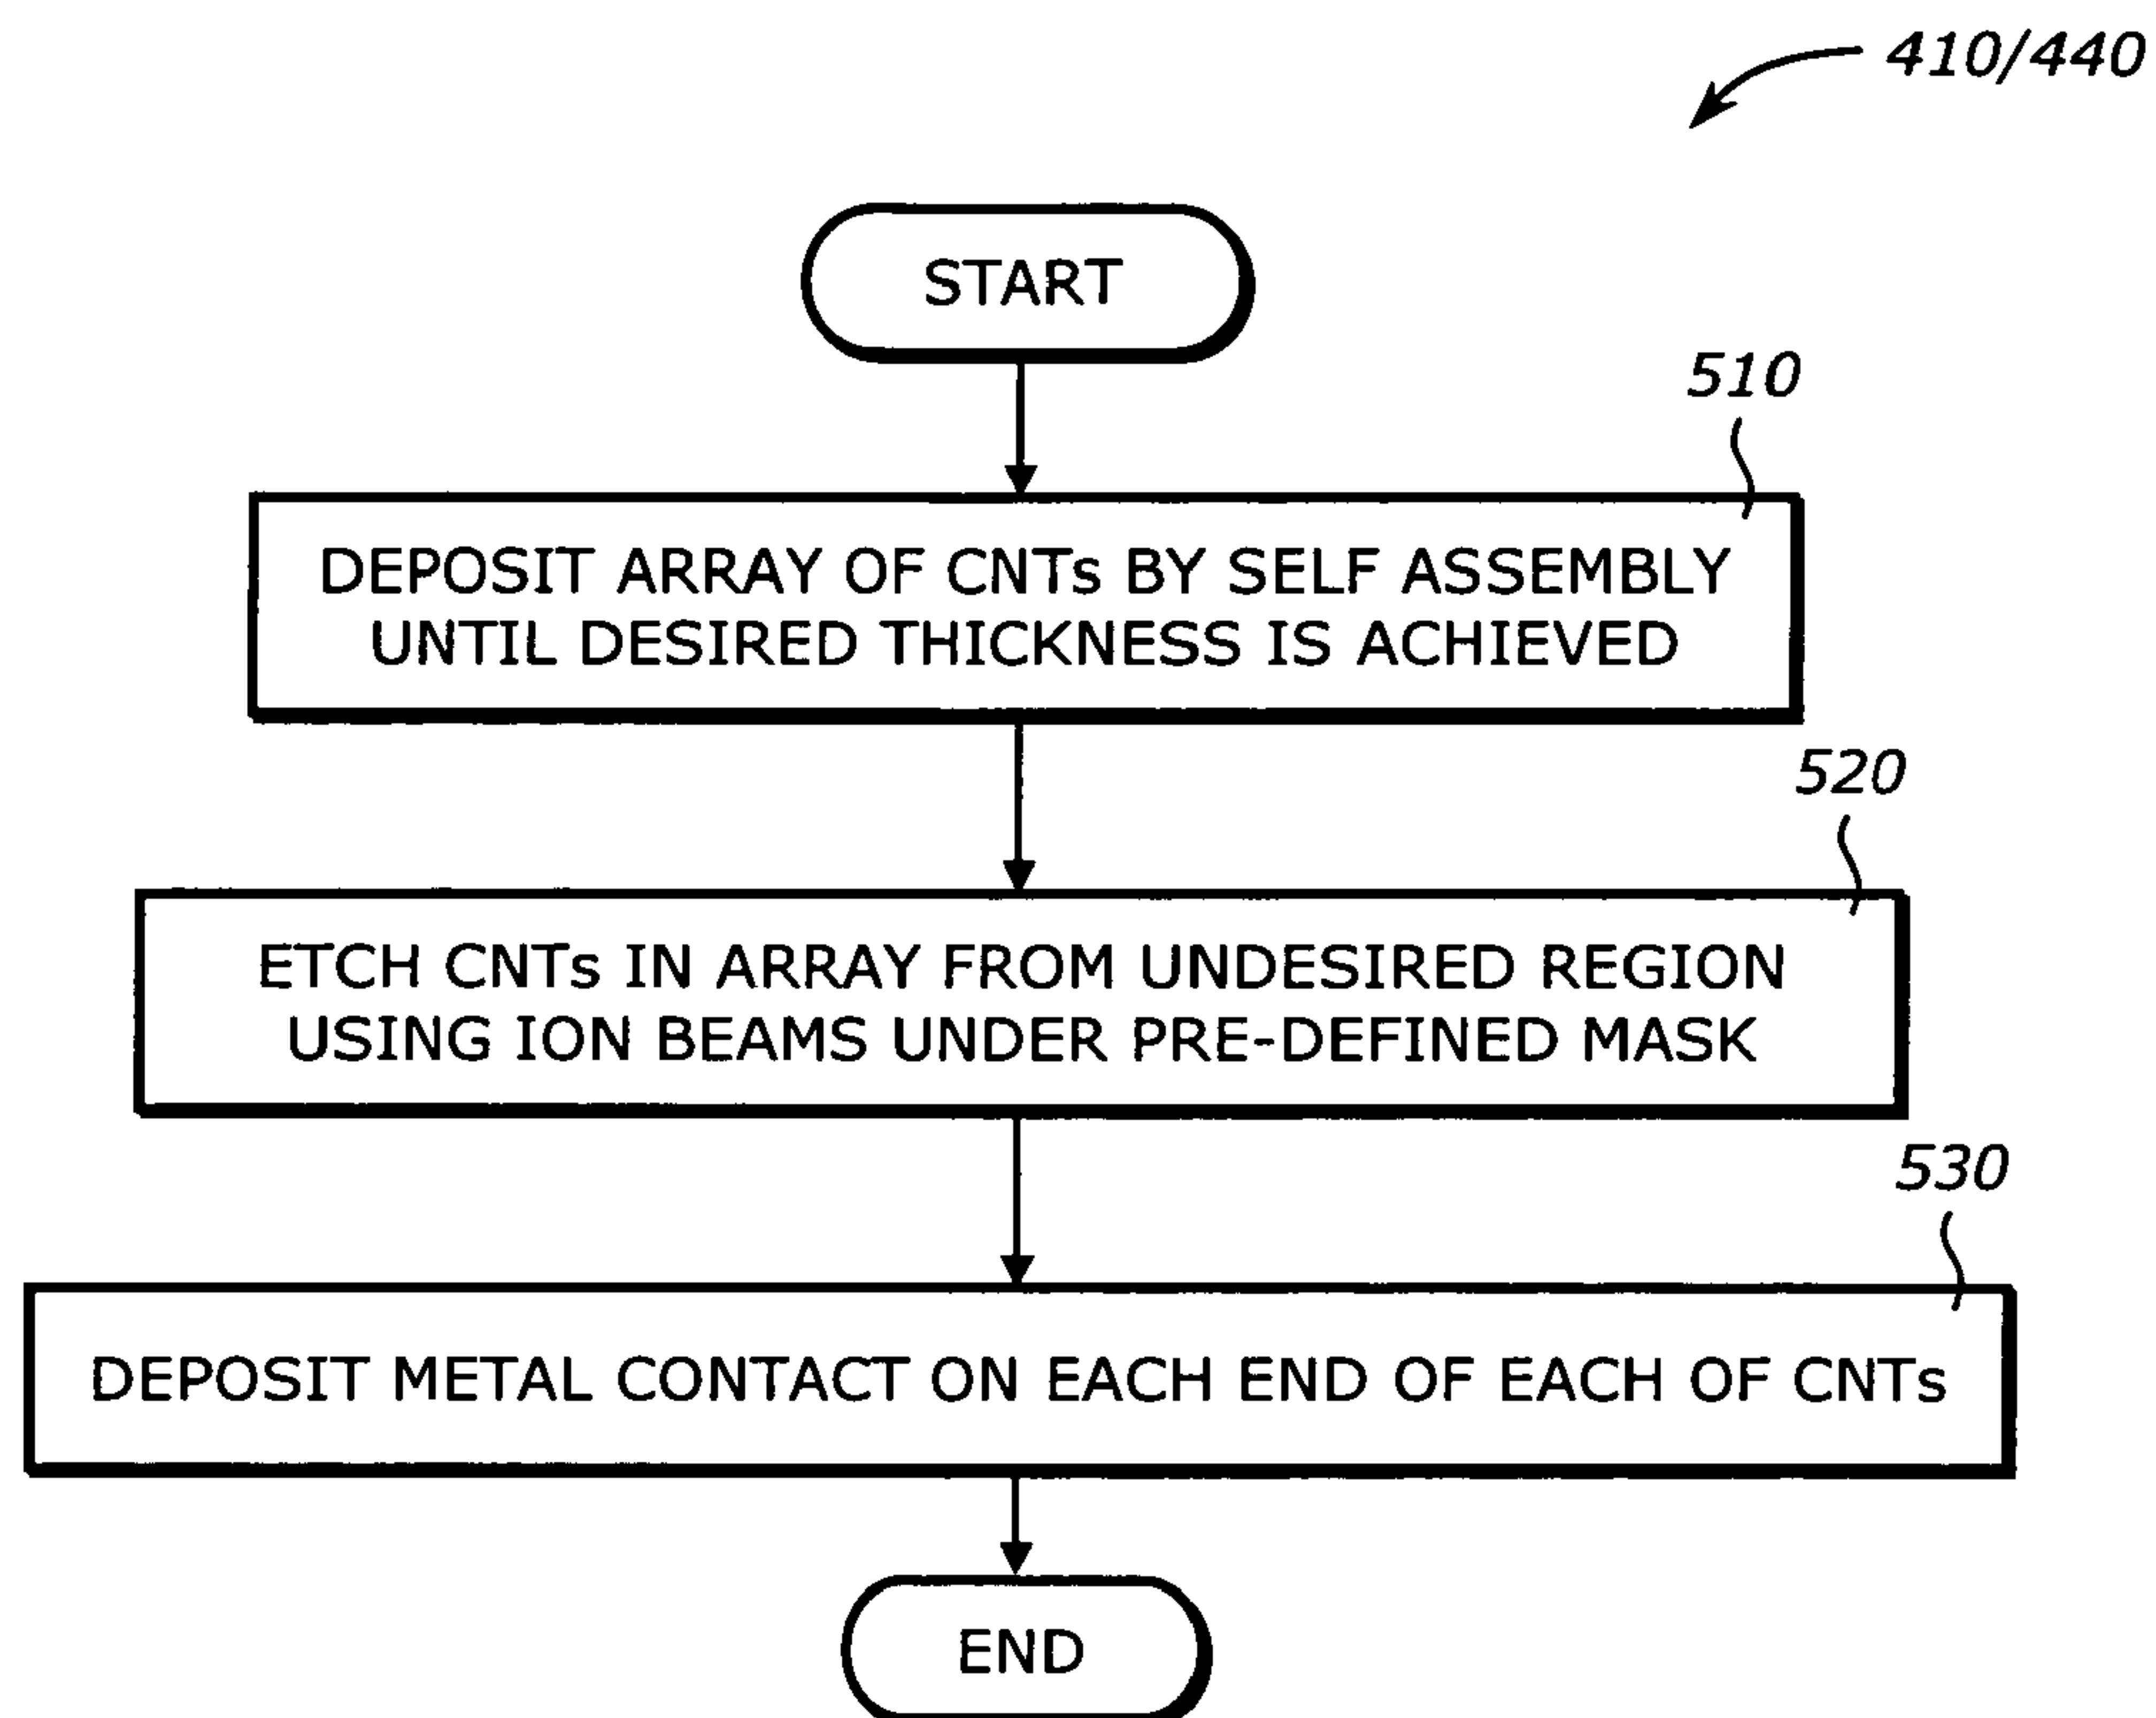 410/440
START
510
DEPOSIT ARRAY OF CNTs BY SELF ASSEMBLY
UNTIL DESIRED THICKNESS IS ACHIEVED
520
ETCH CNTs IN ARRAY FROM UNDESIRED REGION
USING ION BEAMS UNDER PRE-DEFINED MASK
530
DEPOSIT METAL CONTACT ON EACH END OF EACH OF CNTs
END